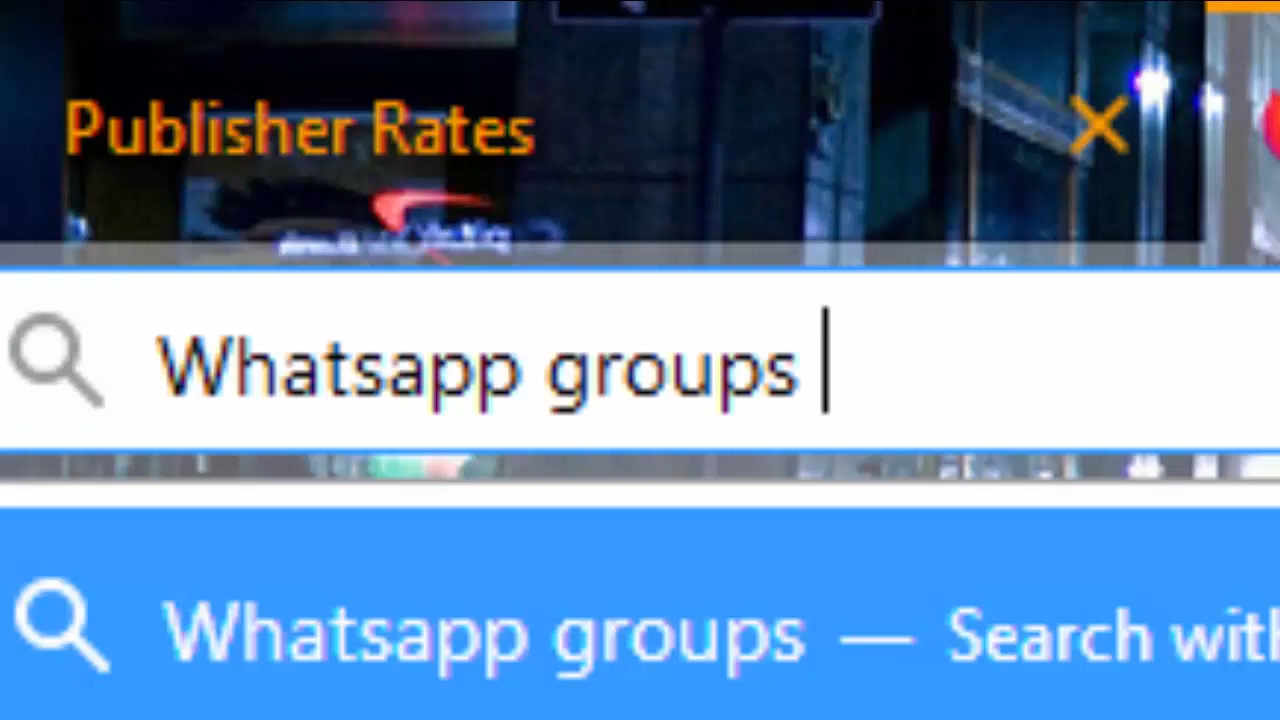 Publisher Rates
Whatsapp groups
Whatsapp groups — Search with